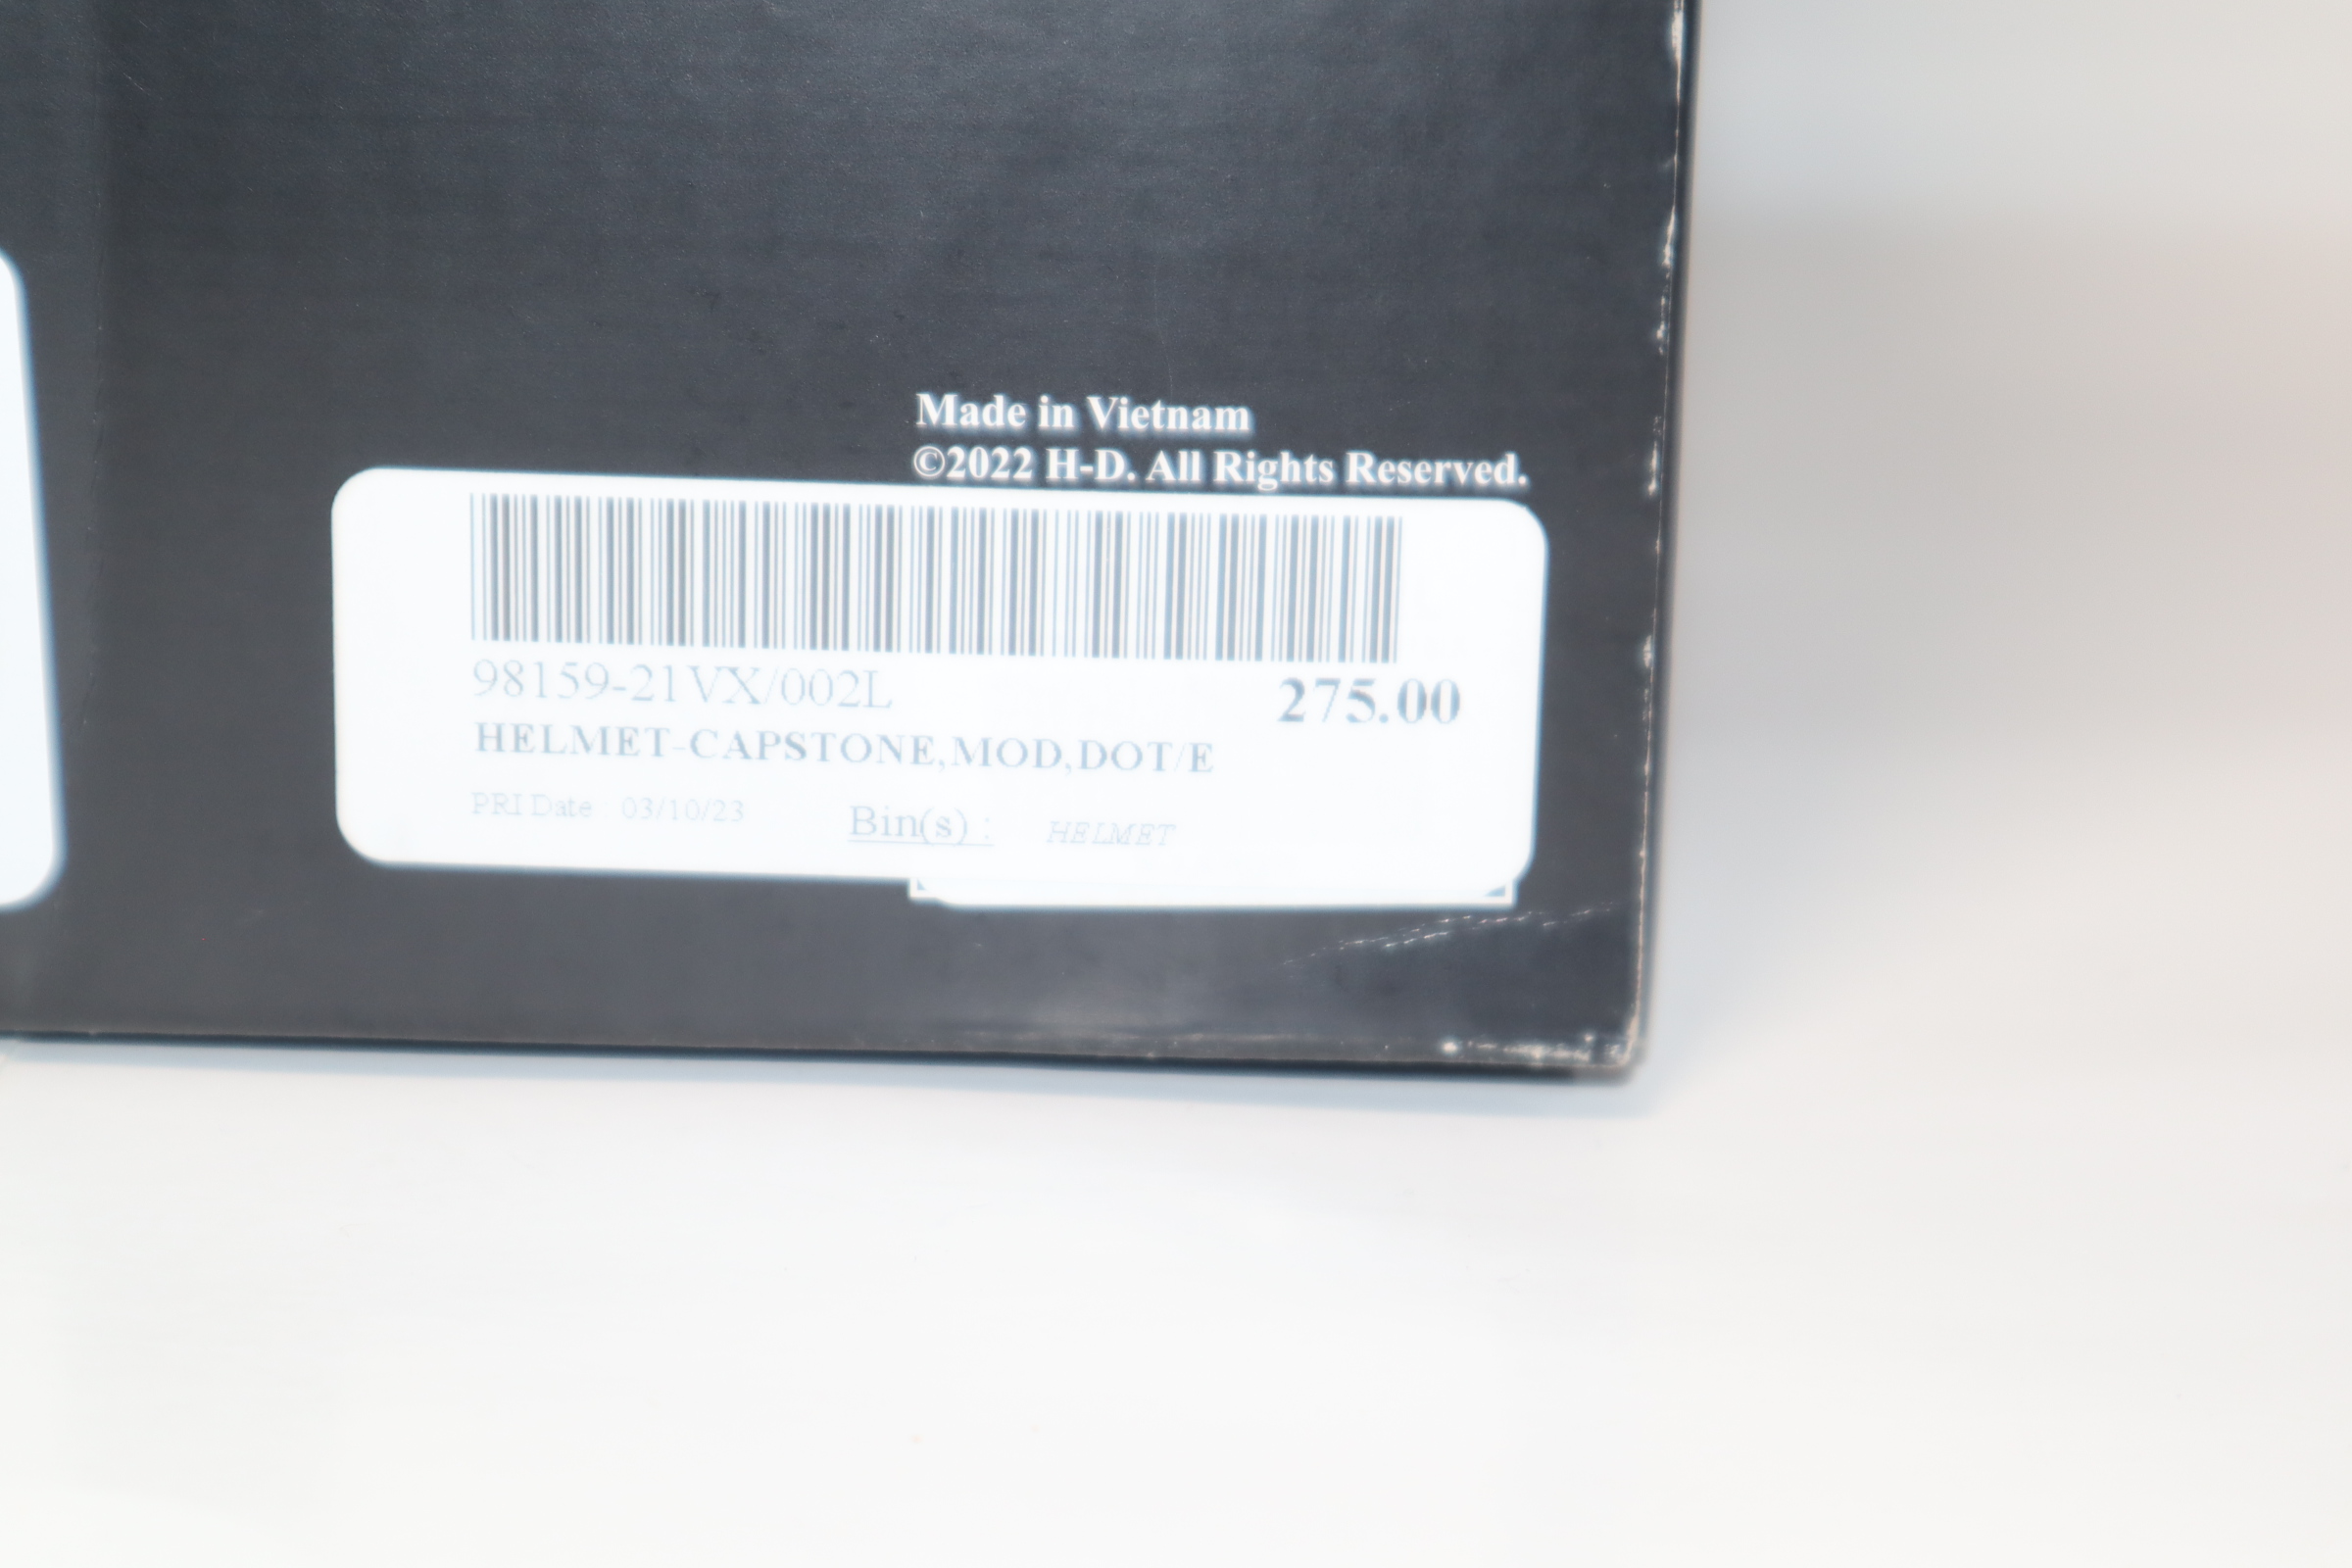 Made in Vietnam
©2022 H-D. All Rights Reserved.
98159-21VX/002L
275.00
HELMET-CAPSTONE,MOD,DOT/E
PRI Date: 03/10/23
Bin(s) :
HELMET